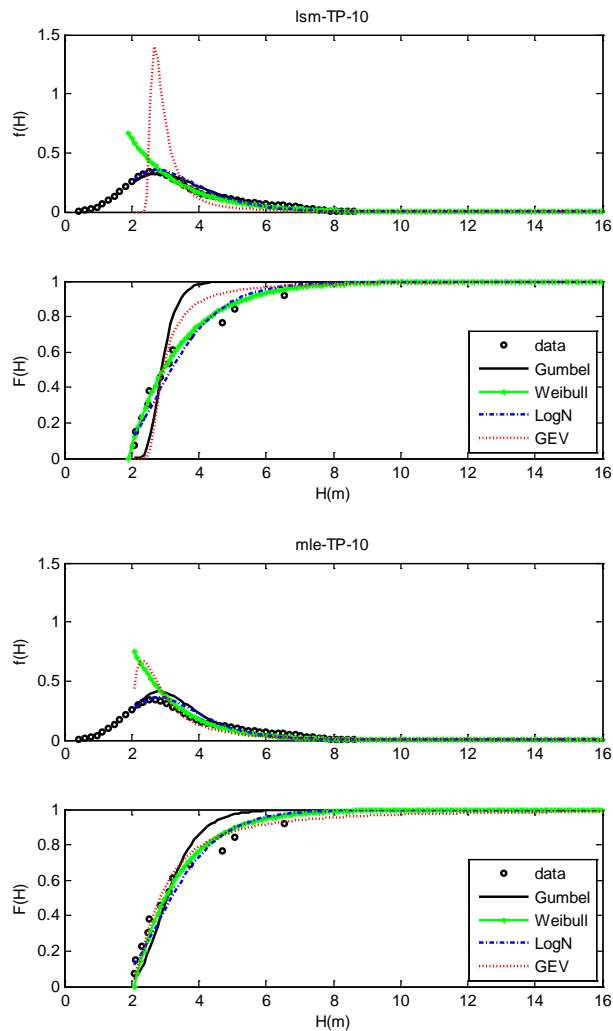 lsm-TP-10
1.5
1
0.5
0
f(H)
0 2 4 6 8 10 12 14 16
1
0.8
0.6
0.4
0.2
0
F(H)
data
Gumbel
Weibull
LogN
GEV
0 2 4 6 8 10 12 14 16
H(m)
mle-TP-10
1.5
1
0.5
0
f(H)
0 2 4 6 8 10 12 14 16
1
0.8
0.6
0.4
0.2
0
F(H)
data
Gumbel
Weibull
LogN
GEV
0 2 4 6 8 10 12 14 16
H(m)